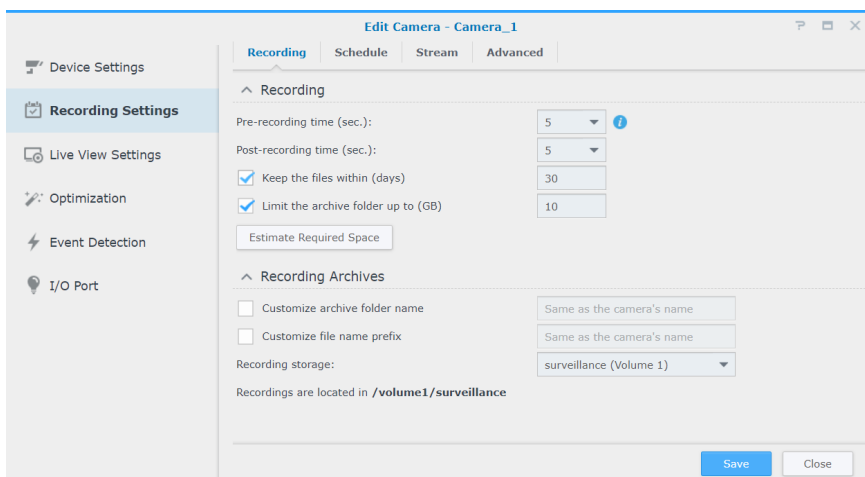 Edit Camera - Camera_1
?
Device Settings
Recording Settings
Live View Settings
Optimization
Event Detection
I/O Port
Recording Schedule Stream Advanced
Recording
Pre-recording time (sec.): 5 i
Post-recording time (sec.): 5
Keep the files within (days) 30
Limit the archive folder up to (GB) 10
Estimate Required Space
Recording Archives
Customize archive folder name Same as the camera's name
Customize file name prefix Same as the camera's name
Recording storage: surveillance (Volume 1)
Recordings are located in /volume1/surveillance
Save Close